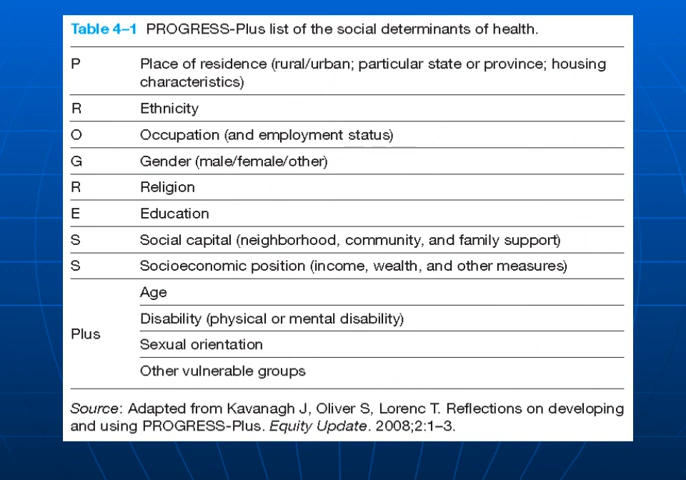 Table 4–1 PROGRESS-Plus list of the social determinants of health.
P Place of residence (rural/urban; particular state or province; housing
characteristics)
R Ethnicity
O Occupation (and employment status)
G Gender (male/female/other)
R Religion
E Education
S Social capital (neighborhood, community, and family support)
S Socioeconomic position (income, wealth, and other measures)
Plus
Age
Disability (physical or mental disability)
Sexual orientation
Other vulnerable groups
Source: Adapted from Kavanagh J, Oliver S, Lorenc T. Reflections on developing
and using PROGRESS-Plus. Equity Update. 2008;2:1–3.